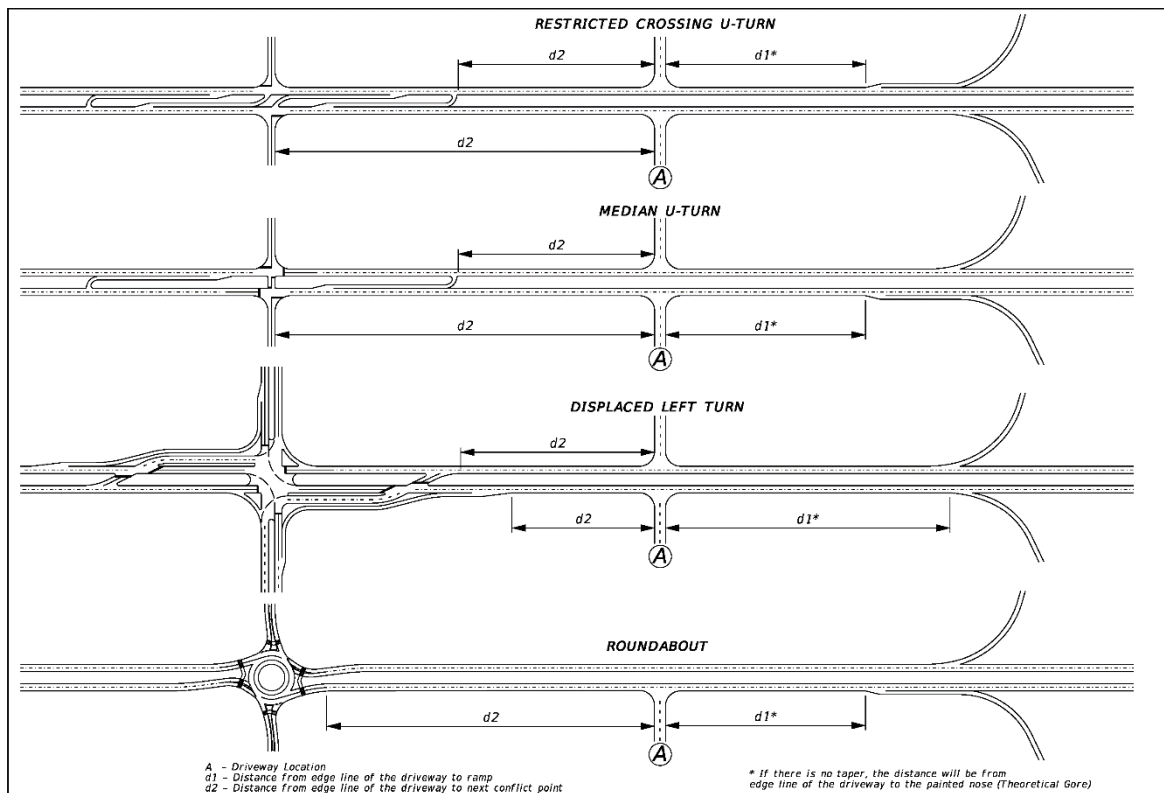 RESTRICTED CROSSING U-TURN
d2
d1*
d2
A
MEDIAN U-TURN
d2
d2
d1*
A
DISPLACED LEFT TURN
d2
d2
d1*
A
ROUNDABOUT
d2
d1*
A
A - Driveway Location
d1 - Distance from edge line of the driveway to ramp
d2 - Distance from edge line of the driveway to next conflict point
* If there is no taper, the distance will be from
edge line of the driveway to the painted nose (Theoretical Gore)